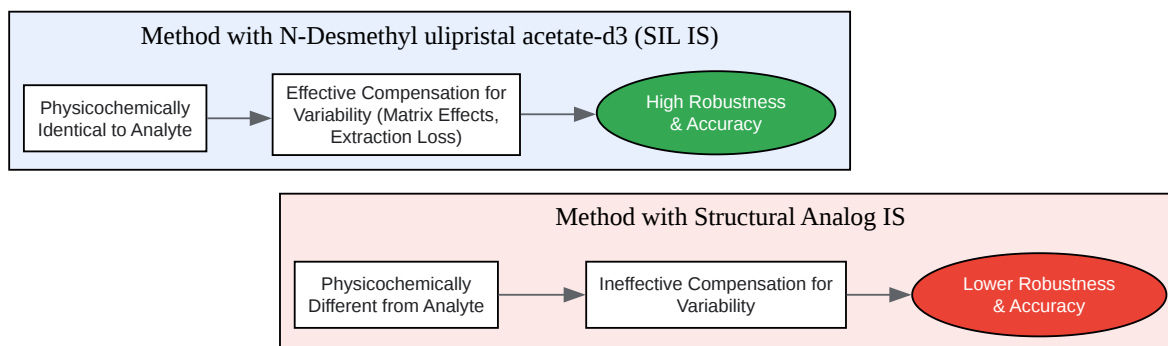 Method with N-Desmethyl ulipristal acetate-d3 (SIL IS)
Physicochemically
Identical to Analyte
Effective Compensation for
Variability (Matrix Effects,
Extraction Loss)
High Robustness
& Accuracy
Method with Structural Analog IS
Physicochemically
Different from Analyte
Ineffective Compensation for
Variability
Lower Robustness
& Accuracy